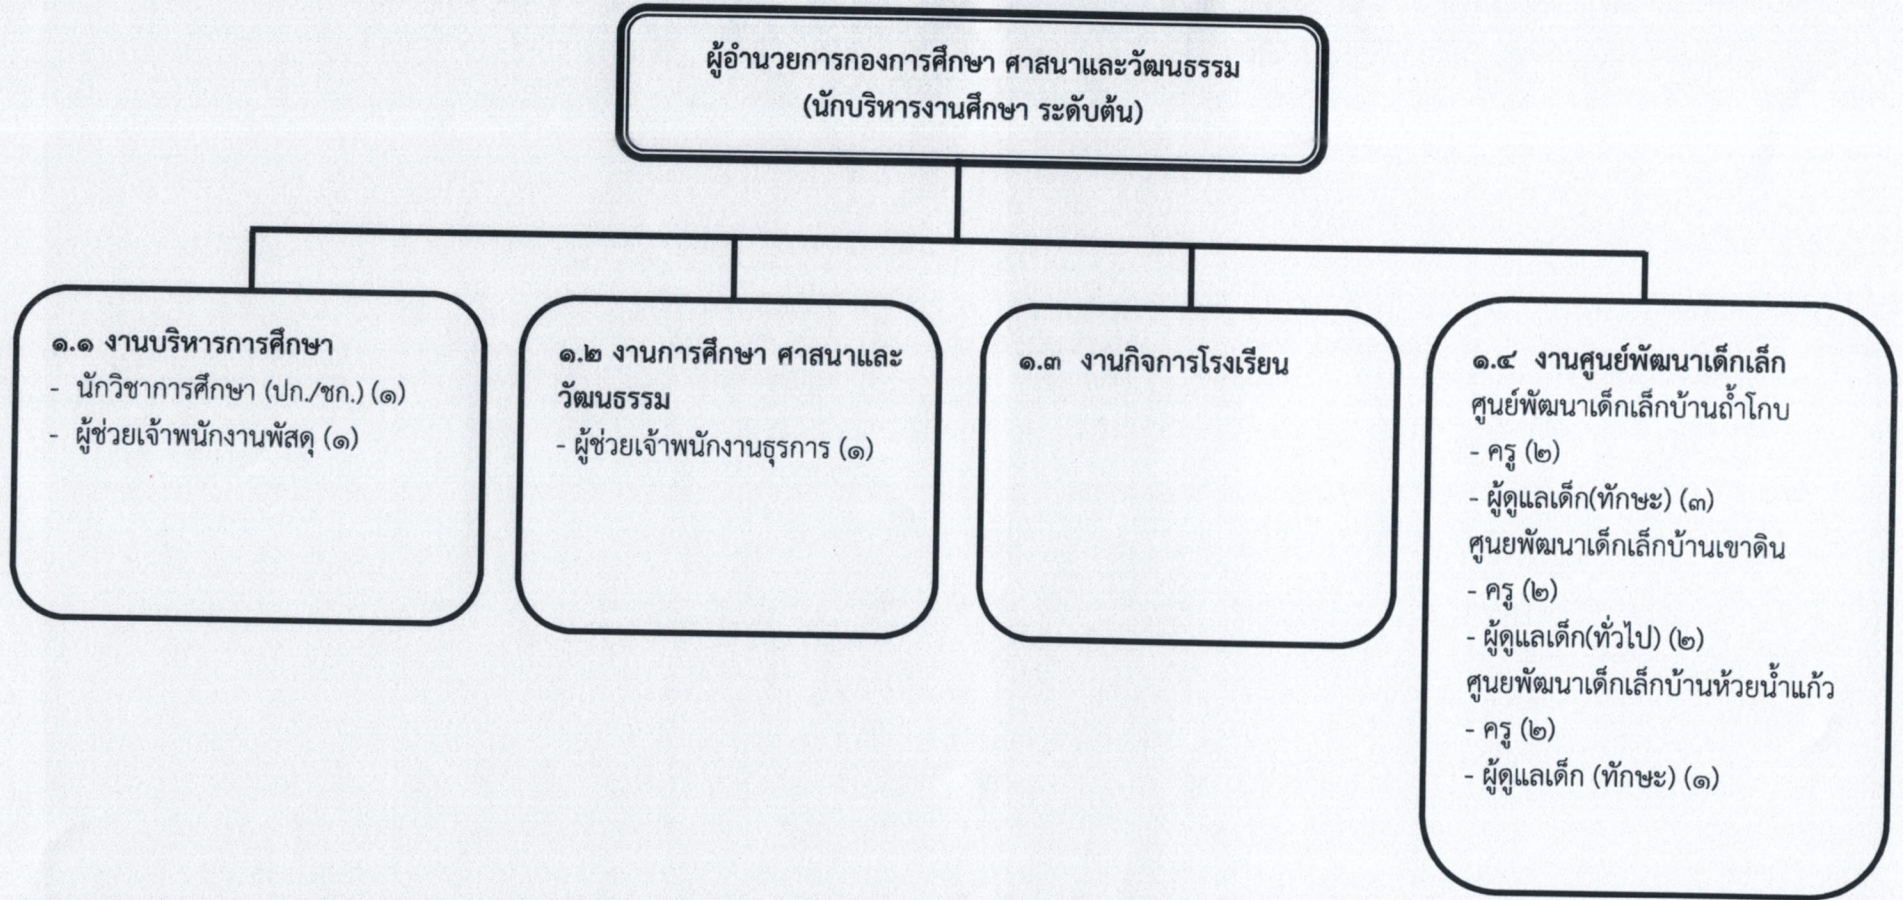 ผู้อำนวยการกองการศึกษา ศาสนาและวัฒนธรรม
(นักบริหารงานศึกษา ระดับต้น)
๑.๑ งานบริหารการศึกษา
- นักวิชาการศึกษา (ปก./ชก.) (๑)
- ผู้ช่วยเจ้าพนักงานพัสดุ (๑)
๑.๒ งานการศึกษา ศาสนาและ
วัฒนธรรม
- ผู้ช่วยเจ้าพนักงานธุรการ (๑)
๑.๓ งานกิจการโรงเรียน
๑.๔ งานศูนย์พัฒนาเด็กเล็ก
ศูนย์พัฒนาเด็กเล็กบ้านถ้ำโกบ
- ครู (๒)
- ผู้ดูแลเด็ก(ทักษะ) (๓)
ศูนยพัฒนาเด็กเล็กบ้านเขาดิน
- ครู (๒)
- ผู้ดูแลเด็ก(ทั่วไป) (๒)
ศูนยพัฒนาเด็กเล็กบ้านห้วยน้ำแก้ว
- ครู (๒)
- ผู้ดูแลเด็ก (ทักษะ) (๑)